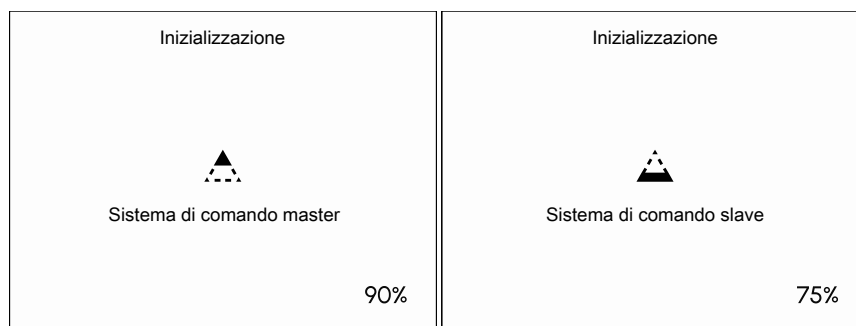 Inizializzazione
Sistema di comando master
90%
Inizializzazione
Sistema di comando slave
75%